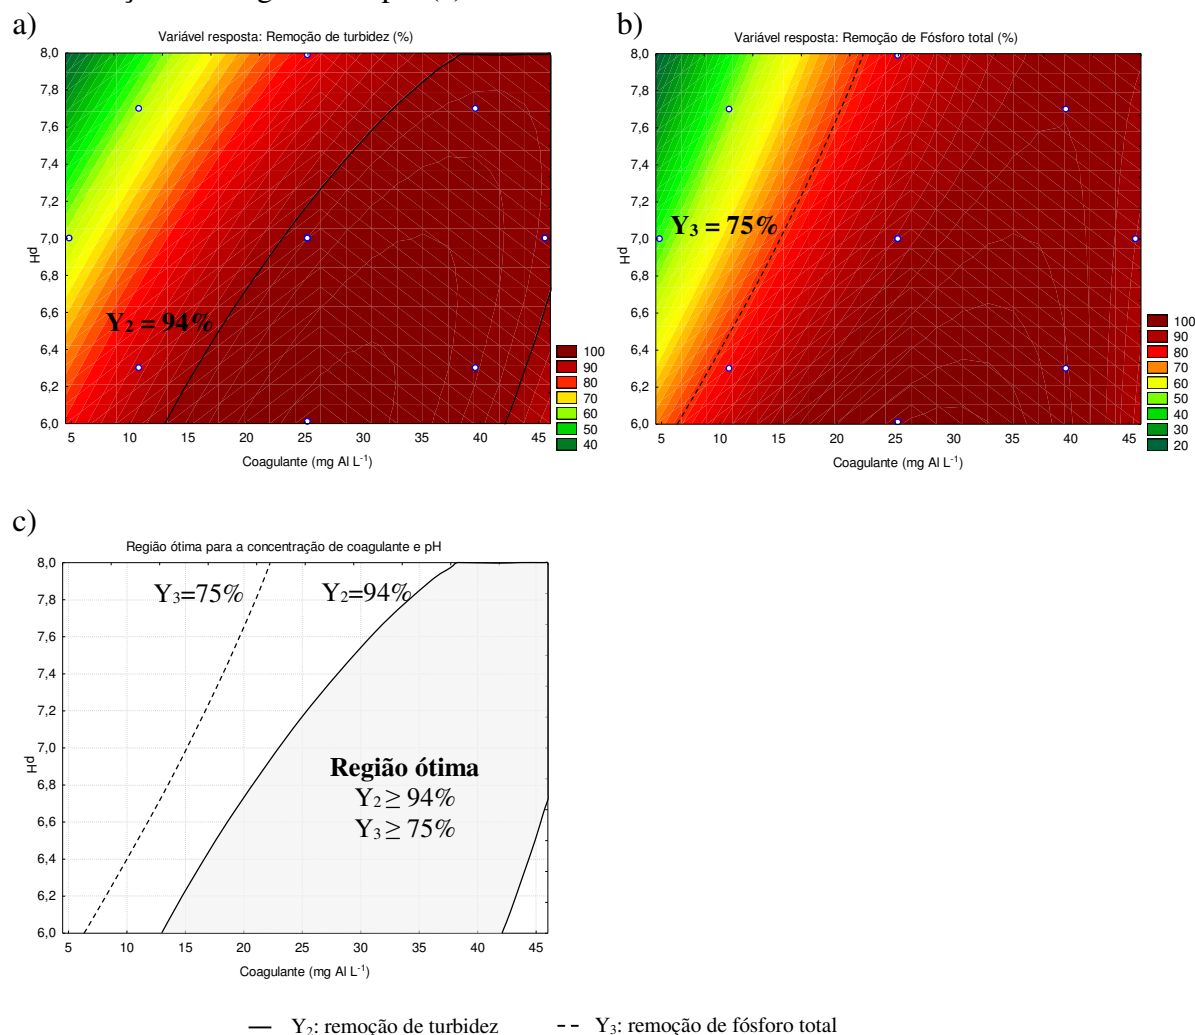 a)
Variável resposta: Remoção de turbidez (%)
8,0
7,8
7,6
7,4
7,2
7,0
6,8
6,6
6,4
6,2
6,0
pH
Y₂ = 94%
5 10 15 20 25 30 35 40 45
Coagulante (mg Al L⁻¹)
100
90
80
70
60
50
40
b)
Variável resposta: Remoção de Fósforo total (%)
8,0
7,8
7,6
7,4
7,2
7,0
6,8
6,6
6,4
6,2
6,0
pH
Y₃ = 75%
5 10 15 20 25 30 35 40 45
Coagulante (mg Al L⁻¹)
100
90
80
70
60
50
40
30
20
c)
Região ótima para a concentração de coagulante e pH
8,0
7,8
7,6
7,4
7,2
7,0
6,8
6,6
6,4
6,2
6,0
pH
Y₃=75% Y₂=94%
Região ótima
Y₂ ≥ 94%
Y₃ ≥ 75%
5 10 15 20 25 30 35 40 45
Coagulante (mg Al L⁻¹)
Y₂: remoção de turbidez Y₃: remoção de fósforo total